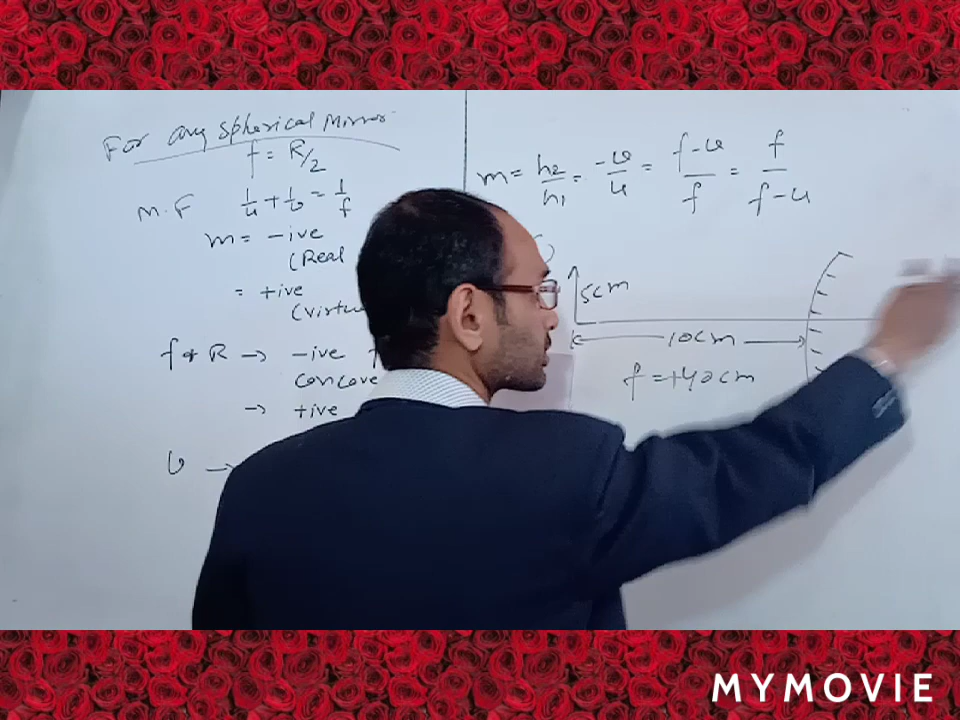 For any spherical mirror
f = R/2
M.F 1/u + 1/v = 1/f
m = -ive
(Real
= +ive
(virtu
f & R → -ive
concave
→ +ive
v →
m = h2/h1 = -v/u = f-v/f = f/f-u
5cm
10cm
f = +40cm
MYMOVIE